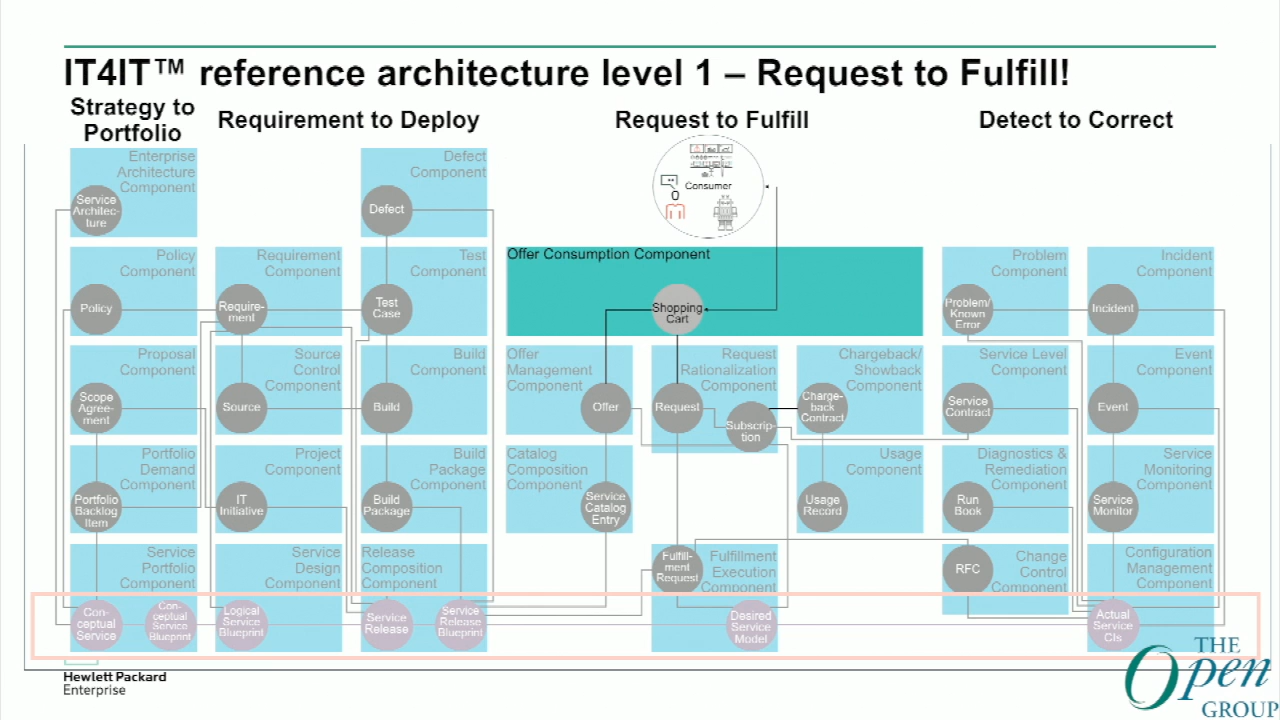 IT4IT™ reference architecture level 1 – Request to Fulfill!
Strategy to
Portfolio
Requirement to Deploy
Request to Fulfill
Detect to Correct
Enterprise
Architecture
Component
Service
Architec-
ture
Defect
Component
Defect
Consumer
Policy
Component
Policy
Requirement
Component
Require-
ment
Test
Component
Test
Case
Offer Consumption Component
Shopping
Cart
Problem
Component
Problem/
Known
Error
Incident
Component
Incident
Proposal
Component
Scope
Agree-
ment
Source
Control
Component
Source
Build
Component
Build
Offer
Management
Component
Offer
Request
Rationalization
Component
Request
Subscrip-
tion
Chargeback/
Showback
Component
Charge-
back
Contract
Service Level
Component
Service
Contract
Event
Component
Event
Portfolio
Demand
Component
Portfolio
Backlog
Item
Project
Component
IT
Initiative
Build
Package
Component
Build
Package
Catalog
Composition
Component
Service
Catalog
Entry
Usage
Component
Usage
Record
Diagnostics &
Remediation
Component
Run
Book
Service
Monitoring
Component
Service
Monitor
Service
Portfolio
Component
Con-
ceptual
Service
Con-
ceptual
Service
Blueprint
Service
Design
Component
Logical
Service
Blueprint
Release
Composition
Component
Service
Release
Service
Release
Blueprint
Fulfill-
ment
Request
Fulfillment
Execution
Component
Desired
Service
Model
RFC
Change
Control
Component
Configuration
Management
Component
Actual
Service
CIs
Hewlett Packard
Enterprise
THE
Open
GROUP